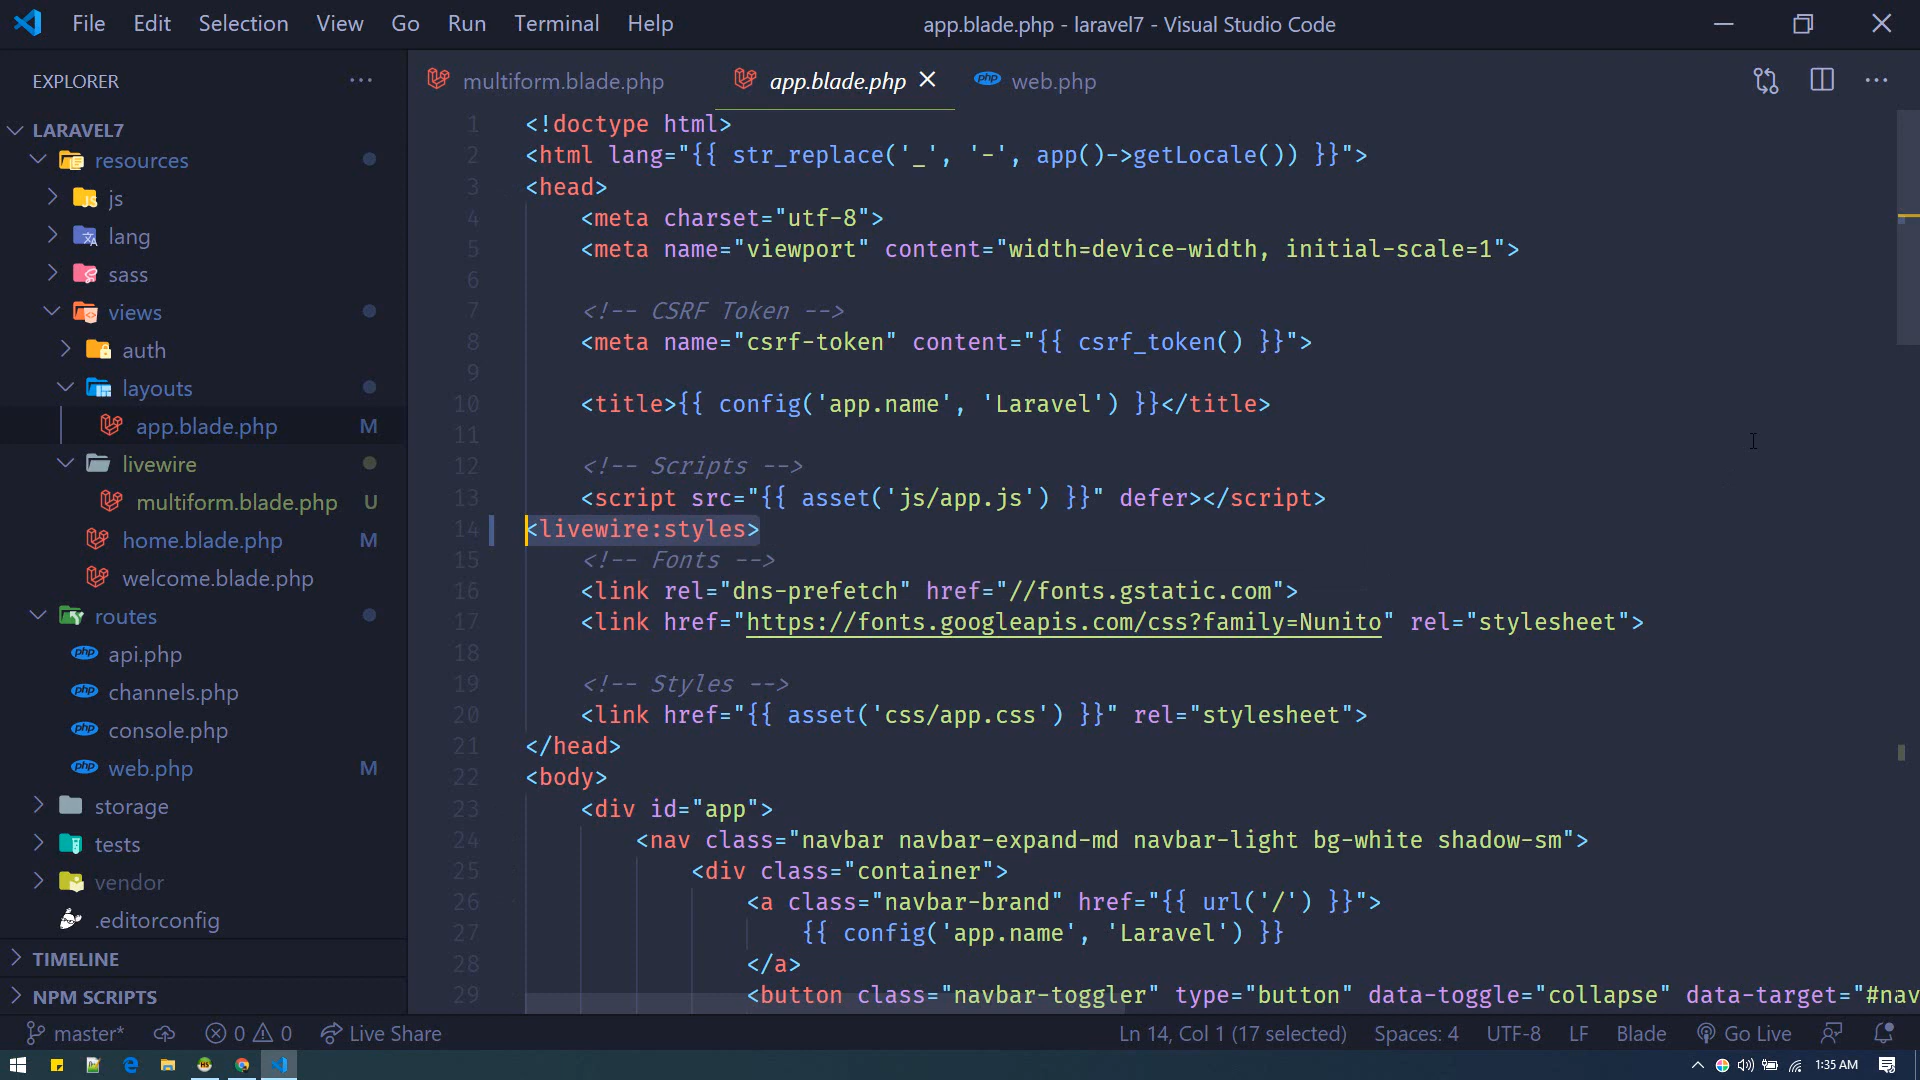 File Edit Selection View Go Run Terminal Help
app.blade.php - laravel7 - Visual Studio Code
EXPLORER
LARAVEL7
resources
js
lang
sass
views
auth
layouts
app.blade.php M
livewire
multiform.blade.php U
home.blade.php M
welcome.blade.php
routes
api.php
channels.php
console.php
web.php M
storage
tests
vendor
.editorconfig
TIMELINE
NPM SCRIPTS
multiform.blade.php app.blade.php web.php
1 <!doctype html>
2 <html lang="{{ str_replace('_', '-', app()->getLocale()) }}">
3 <head>
4 <meta charset="utf-8">
5 <meta name="viewport" content="width=device-width, initial-scale=1">
6
7 <!-- CSRF Token -->
8 <meta name="csrf-token" content="{{ csrf_token() }}">
9
10 <title>{{ config('app.name', 'Laravel') }}</title>
11
12 <!-- Scripts -->
13 <script src="{{ asset('js/app.js') }}" defer></script>
14 <livewire:styles>
15 <!-- Fonts -->
16 <link rel="dns-prefetch" href="//fonts.gstatic.com">
17 <link href="https://fonts.googleapis.com/css?family=Nunito" rel="stylesheet">
18
19 <!-- Styles -->
20 <link href="{{ asset('css/app.css') }}" rel="stylesheet">
21 </head>
22 <body>
23 <div id="app">
24 <nav class="navbar navbar-expand-md navbar-light bg-white shadow-sm">
25 <div class="container">
26 <a class="navbar-brand" href="{{ url('/') }}">
27 {{ config('app.name', 'Laravel') }}
28 </a>
29 <button class="navbar-toggler" type="button" data-toggle="collapse" data-target="#nav
master* 0 0 Live Share Ln 14, Col 1 (17 selected) Spaces: 4 UTF-8 LF Blade Go Live
1:35 AM